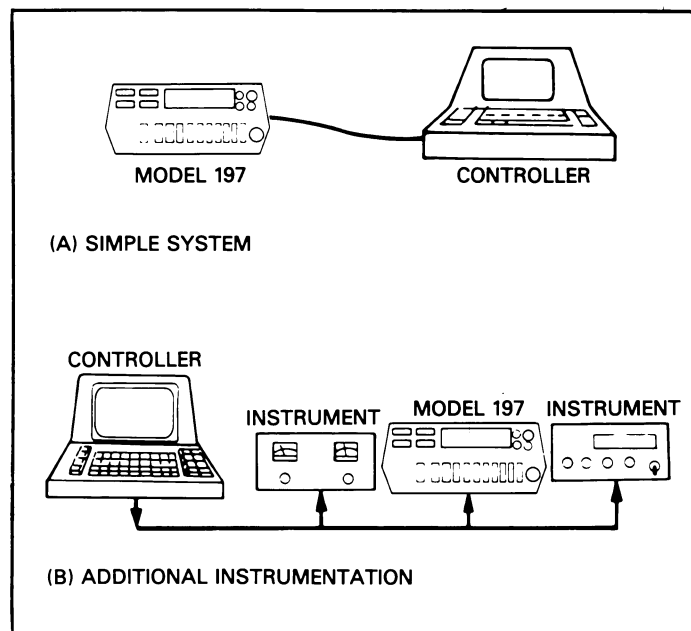 MODEL 197
CONTROLLER
(A) SIMPLE SYSTEM
CONTROLLER
INSTRUMENT
MODEL 197
INSTRUMENT
(B) ADDITIONAL INSTRUMENTATION